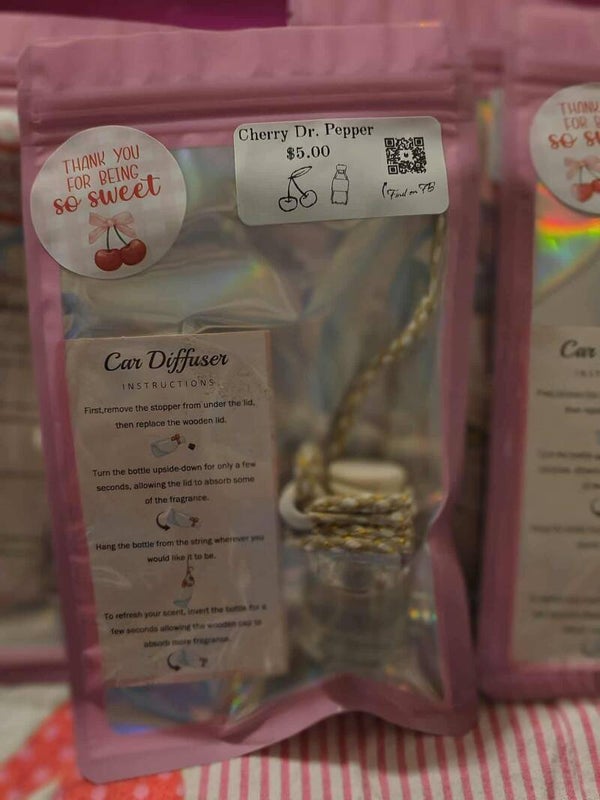 THANK YOU
FOR BEING
so sweet
Cherry Dr. Pepper
$5.00
Find on FB
Car Diffuser
INSTRUCTIONS
First,remove the stopper from under the lid,
then replace the wooden lid.
Turn the bottle upside-down for only a few
seconds, allowing the lid to absorb some
of the fragrance.
Hang the bottle from the string wherever you
would like it to be.
To refresh your scent, invert the bottle for a
few seconds allowing the wooden cap to
absorb more fragrance.
THANK
FOR B
so s
Car